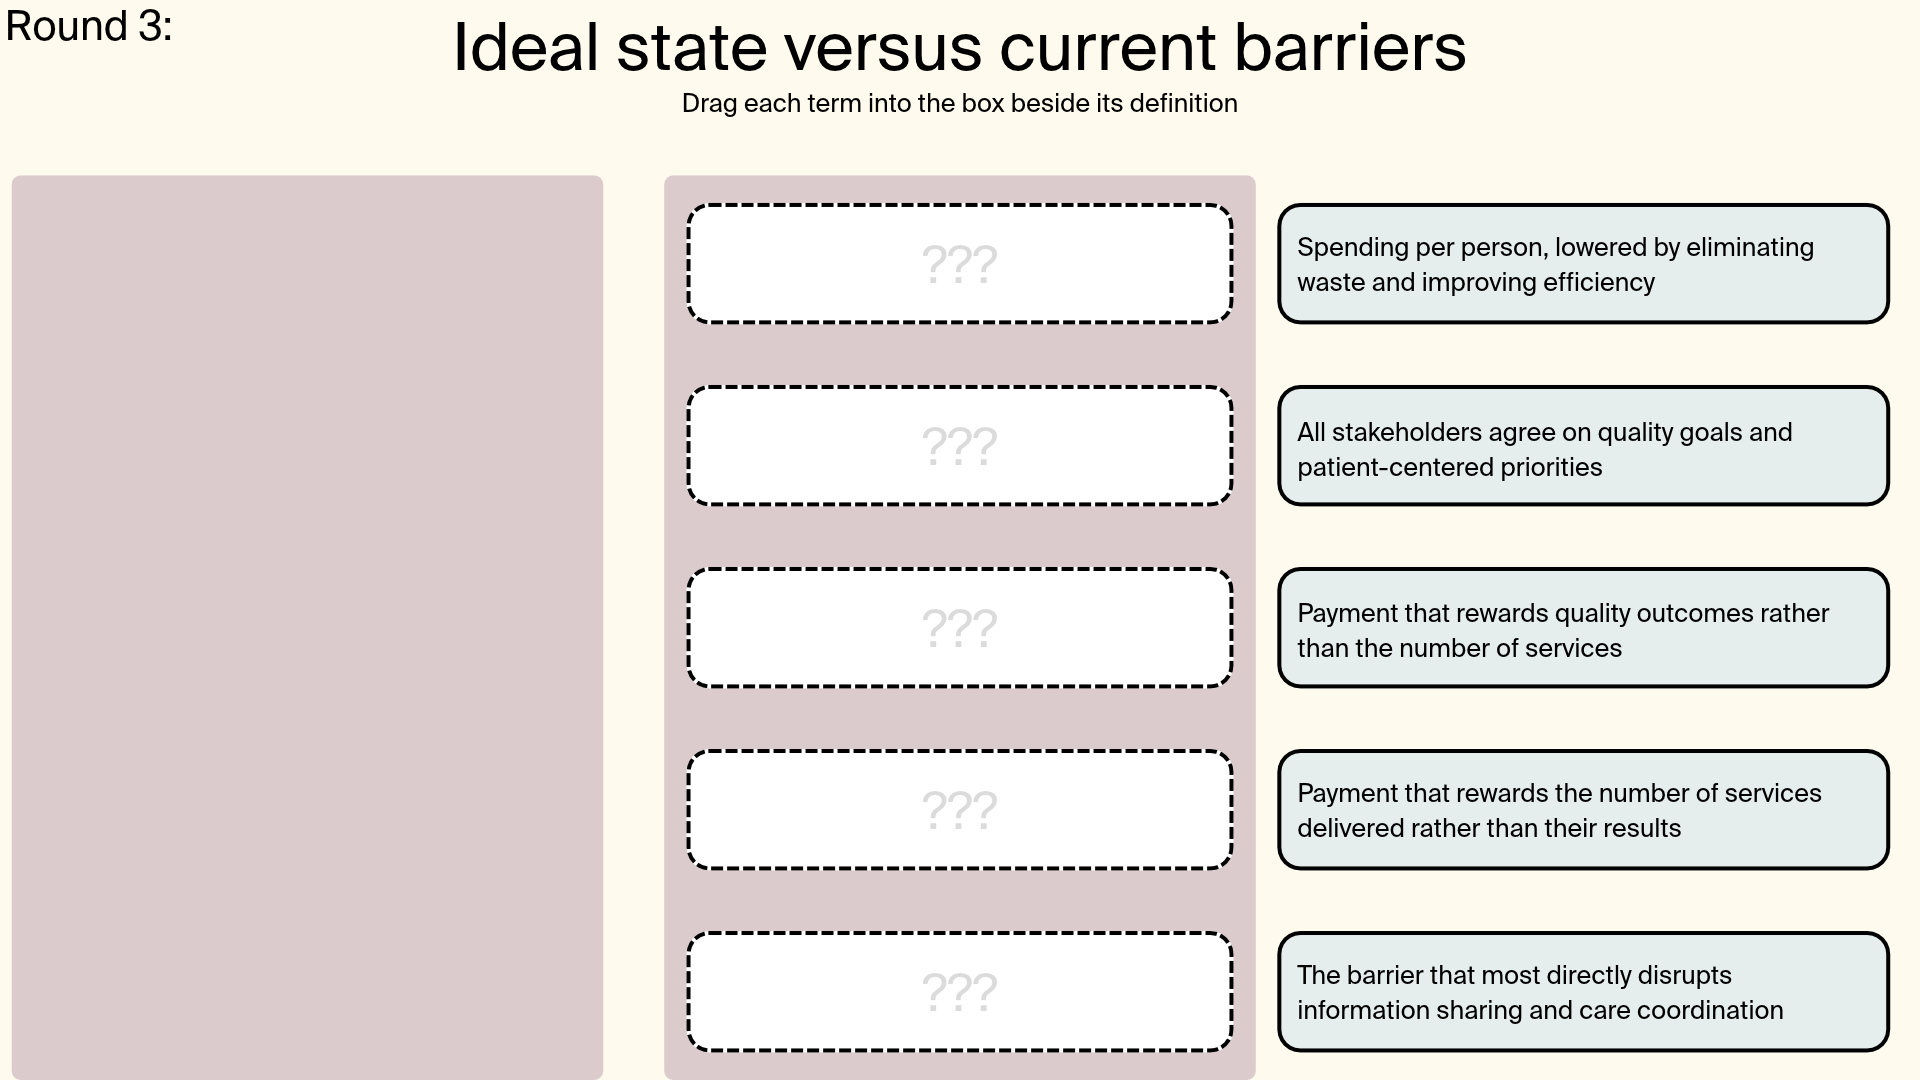 Round 3:
Ideal state versus current barriers
Drag each term into the box beside its definition
???
Spending per person, lowered by eliminating
waste and improving efficiency
???
All stakeholders agree on quality goals and
patient-centered priorities
???
Payment that rewards quality outcomes rather
than the number of services
???
Payment that rewards the number of services
delivered rather than their results
???
The barrier that most directly disrupts
information sharing and care coordination